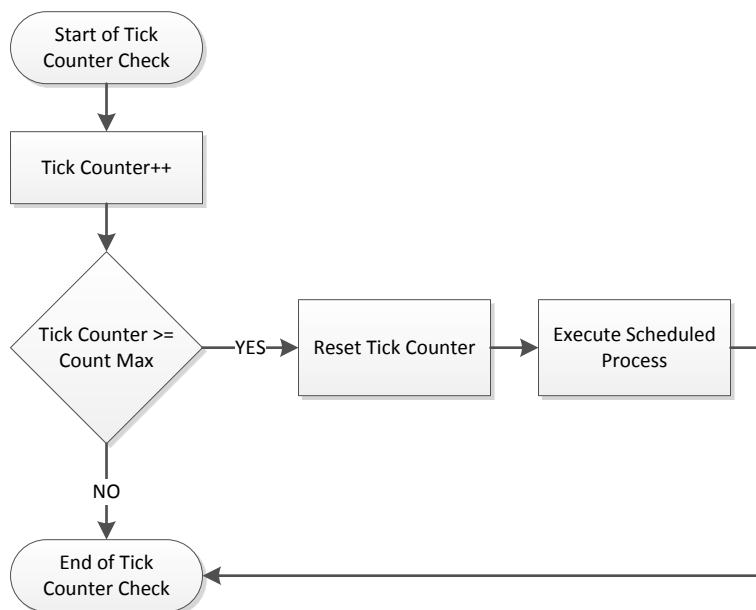 Start of Tick
Counter Check
Tick Counter++
Tick Counter >=
Count Max
YES
Reset Tick Counter
Execute Scheduled
Process
NO
End of Tick
Counter Check